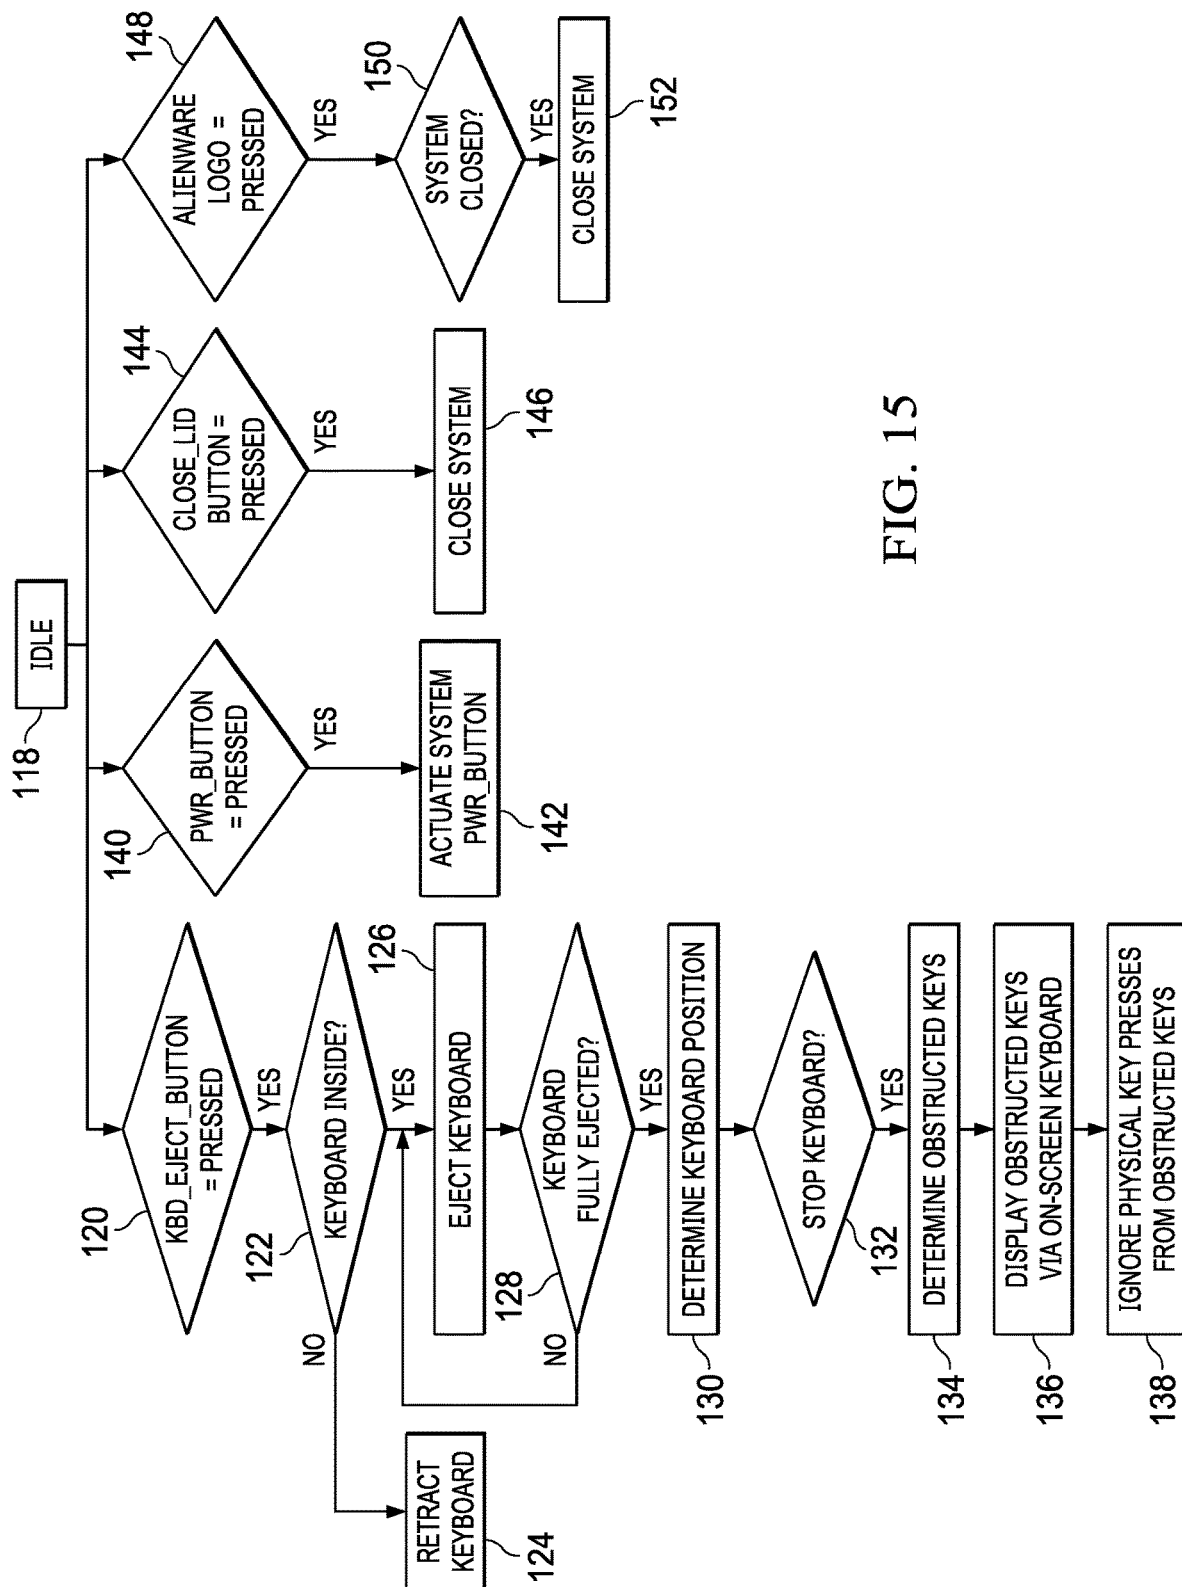 118
IDLE
120
KBD_EJECT_BUTTON
= PRESSED
YES
122
KEYBOARD INSIDE?
NO
YES
RETRACT
KEYBOARD
124
126
EJECT KEYBOARD
128
KEYBOARD
FULLY EJECTED?
NO
YES
130
DETERMINE KEYBOARD POSITION
STOP KEYBOARD?
132
YES
134
DETERMINE OBSTRUCTED KEYS
136
DISPLAY OBSTRUCTED KEYS
VIA ON-SCREEN KEYBOARD
138
IGNORE PHYSICAL KEY PRESSES
FROM OBSTRUCTED KEYS
140
PWR_BUTTON
= PRESSED
YES
ACTUATE SYSTEM
PWR_BUTTON
142
144
CLOSE_LID
BUTTON =
PRESSED
YES
CLOSE SYSTEM
146
148
ALIENWARE
LOGO =
PRESSED
YES
150
SYSTEM
CLOSED?
YES
CLOSE SYSTEM
152
FIG. 15